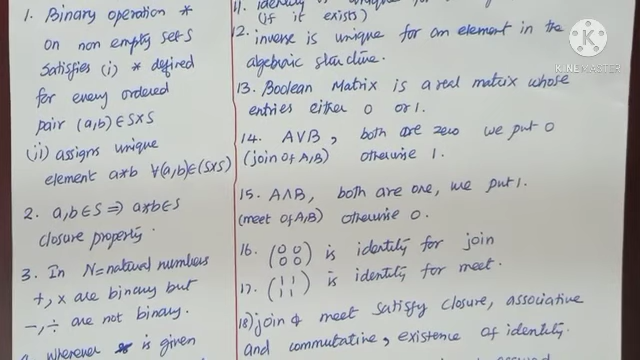 1. Binary operation *
on non empty set-S
satisfies (i) * defined
for every ordered
pair (a,b) ∈ S×S
(ii) assigns unique
element a*b ∀(a,b)∈(S×S)
2. a,b∈S ⇒ a*b∈S
closure property.
3. In N=natural numbers
+, × are binary but
-, ÷ are not binary.
wherever is given
11. identity is unique
(if it exists)
12. inverse is unique for an element in the
algebraic structure.
13. Boolean Matrix is a real matrix whose
entries either 0 or 1.
14. A∨B, both are zero we put 0
(join of A,B) otherwise 1.
15. A∧B, both are one, we put 1.
(meet of A,B) otherwise 0.
16. (0 0
0 0) is identity for join
17. (1 1
1 1) is identity for meet.
18) join & meet satisfy closure, associative
and commutative, existence of identity.
KINEMASTER